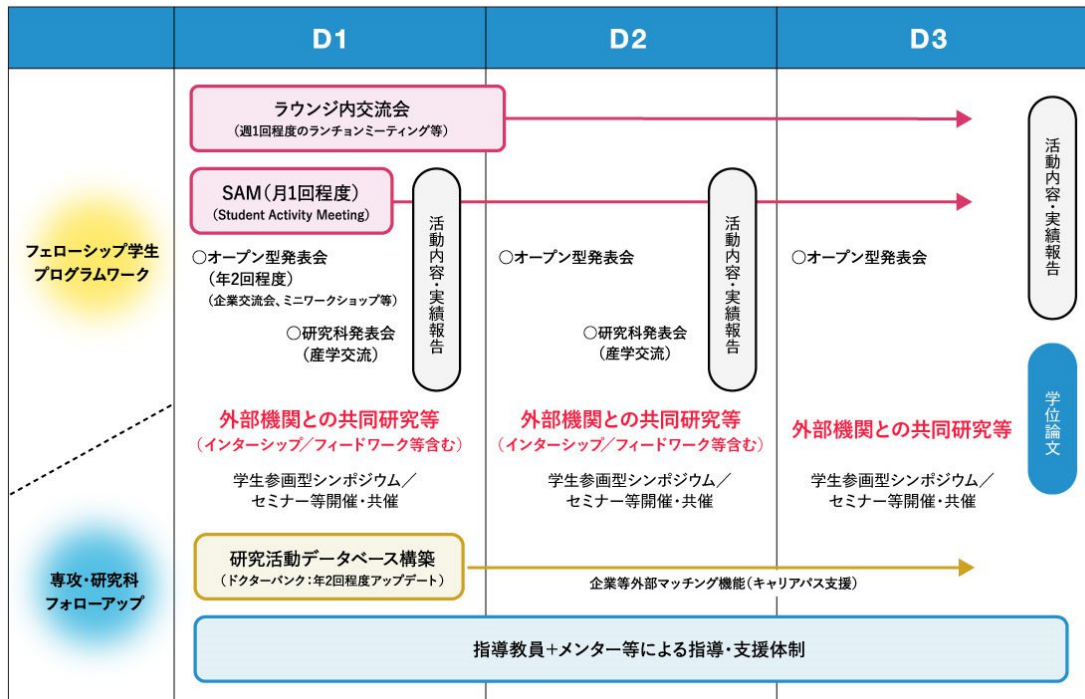 D1
D2
D3
フェローシップ学生
プログラムワーク
ラウンジ内交流会
(週1回程度のランチョンミーティング等)
SAM(月1回程度)
(Student Activity Meeting)
○オープン型発表会
(年2回程度)
(企業交流会、ミニワークショップ等)
○研究科発表会
(産学交流)
活動内容・実績報告
○オープン型発表会
○研究科発表会
(産学交流)
活動内容・実績報告
○オープン型発表会
活動内容・実績報告
学位論文
外部機関との共同研究等
(インターシップ/フィードワーク等含む)
学生参画型シンポジウム/
セミナー等開催・共催
外部機関との共同研究等
(インターシップ/フィードワーク等含む)
学生参画型シンポジウム/
セミナー等開催・共催
外部機関との共同研究等
学生参画型シンポジウム/
セミナー等開催・共催
専攻・研究科
フォローアップ
研究活動データベース構築
(ドクターバンク:年2回程度アップデート)
企業等外部マッチング機能(キャリアパス支援)
指導教員+メンター等による指導・支援体制